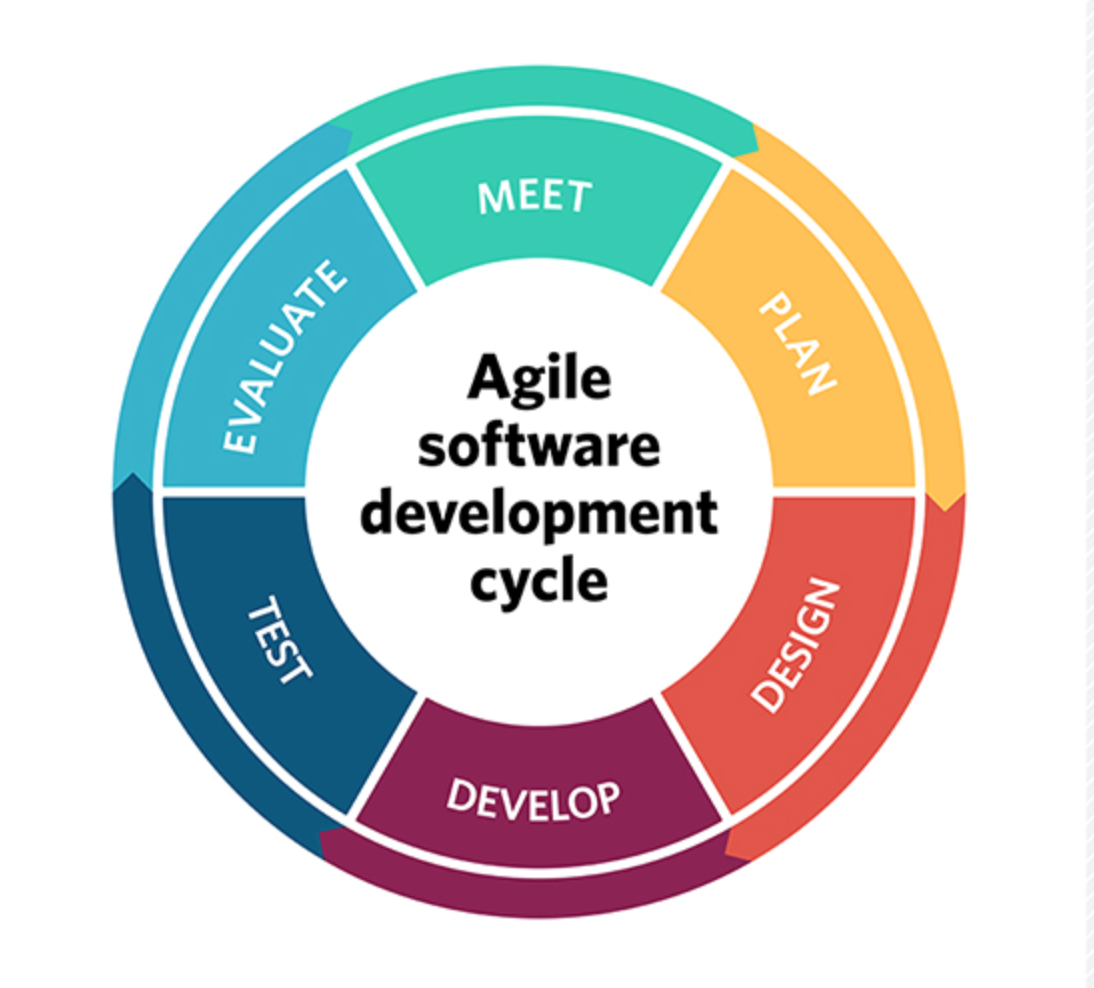 MEET
PLAN
DESIGN
DEVELOP
TEST
EVALUATE
Agile
software
development
cycle